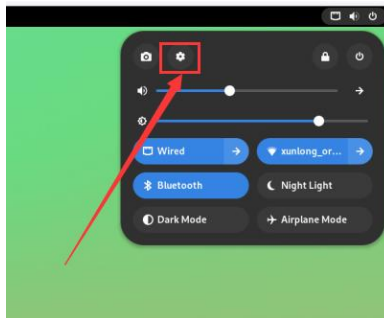 Wired
xunlong_or...
Bluetooth
Night Light
Dark Mode
Airplane Mode